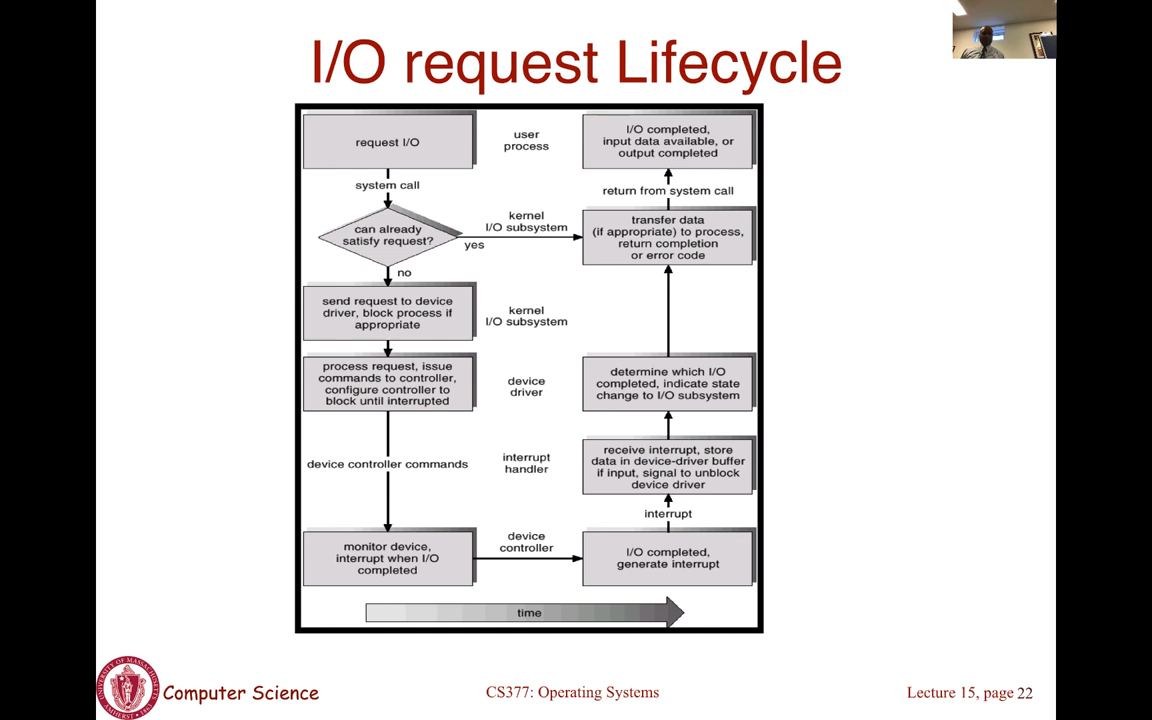 I/O request Lifecycle
request I/O
user
process
I/O completed,
input data available, or
output completed
system call
return from system call
can already
satisfy request?
kernel
I/O subsystem
yes
transfer data
(if appropriate) to process,
return completion
or error code
no
send request to device
driver, block process if
appropriate
kernel
I/O subsystem
process request, issue
commands to controller,
configure controller to
block until interrupted
device
driver
determine which I/O
completed, indicate state
change to I/O subsystem
device controller commands
interrupt
handler
receive interrupt, store
data in device-driver buffer
if input, signal to unblock
device driver
interrupt
monitor device,
interrupt when I/O
completed
device
controller
I/O completed,
generate interrupt
time
UNIVERSITY OF MASSACHUSETTS
AMHERST
1863
Computer Science
CS377: Operating Systems
Lecture 15, page 22